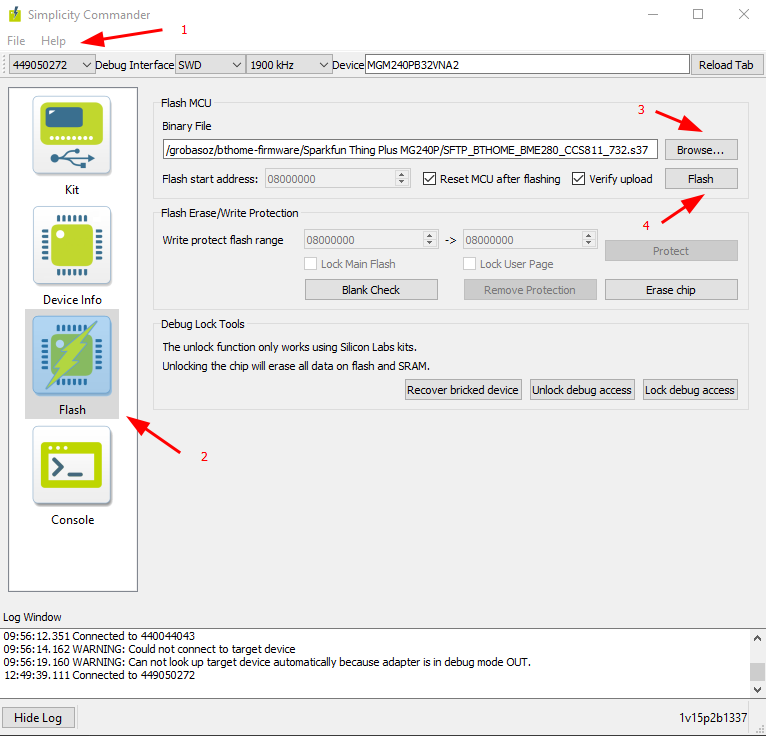 Simplicity Commander
File Help
1
449050272 Debug Interface SWD 1900 kHz Device MGM240PB32VNA2 Reload Tab
Kit
Device Info
Flash
2
Console
Flash MCU
Binary File
3
/grobasoz/bthome-firmware/Sparkfun Thing Plus MG240P/SFTP_BTHOME_BME280_CCS811_732.s37 Browse...
Flash start address: 08000000 Reset MCU after flashing Verify upload Flash
4
Flash Erase/Write Protection
Write protect flash range 08000000 -> 08000000 Protect
Lock Main Flash Lock User Page
Blank Check Remove Protection Erase chip
Debug Lock Tools
The unlock function only works using Silicon Labs kits.
Unlocking the chip will erase all data on flash and SRAM.
Recover bricked device Unlock debug access Lock debug access
Log Window
09:56:12.351 Connected to 440044043
09:56:14.162 WARNING: Could not connect to target device
09:56:19.160 WARNING: Can not look up target device automatically because adapter is in debug mode OUT.
12:49:39.111 Connected to 449050272
Hide Log 1v15p2b1337